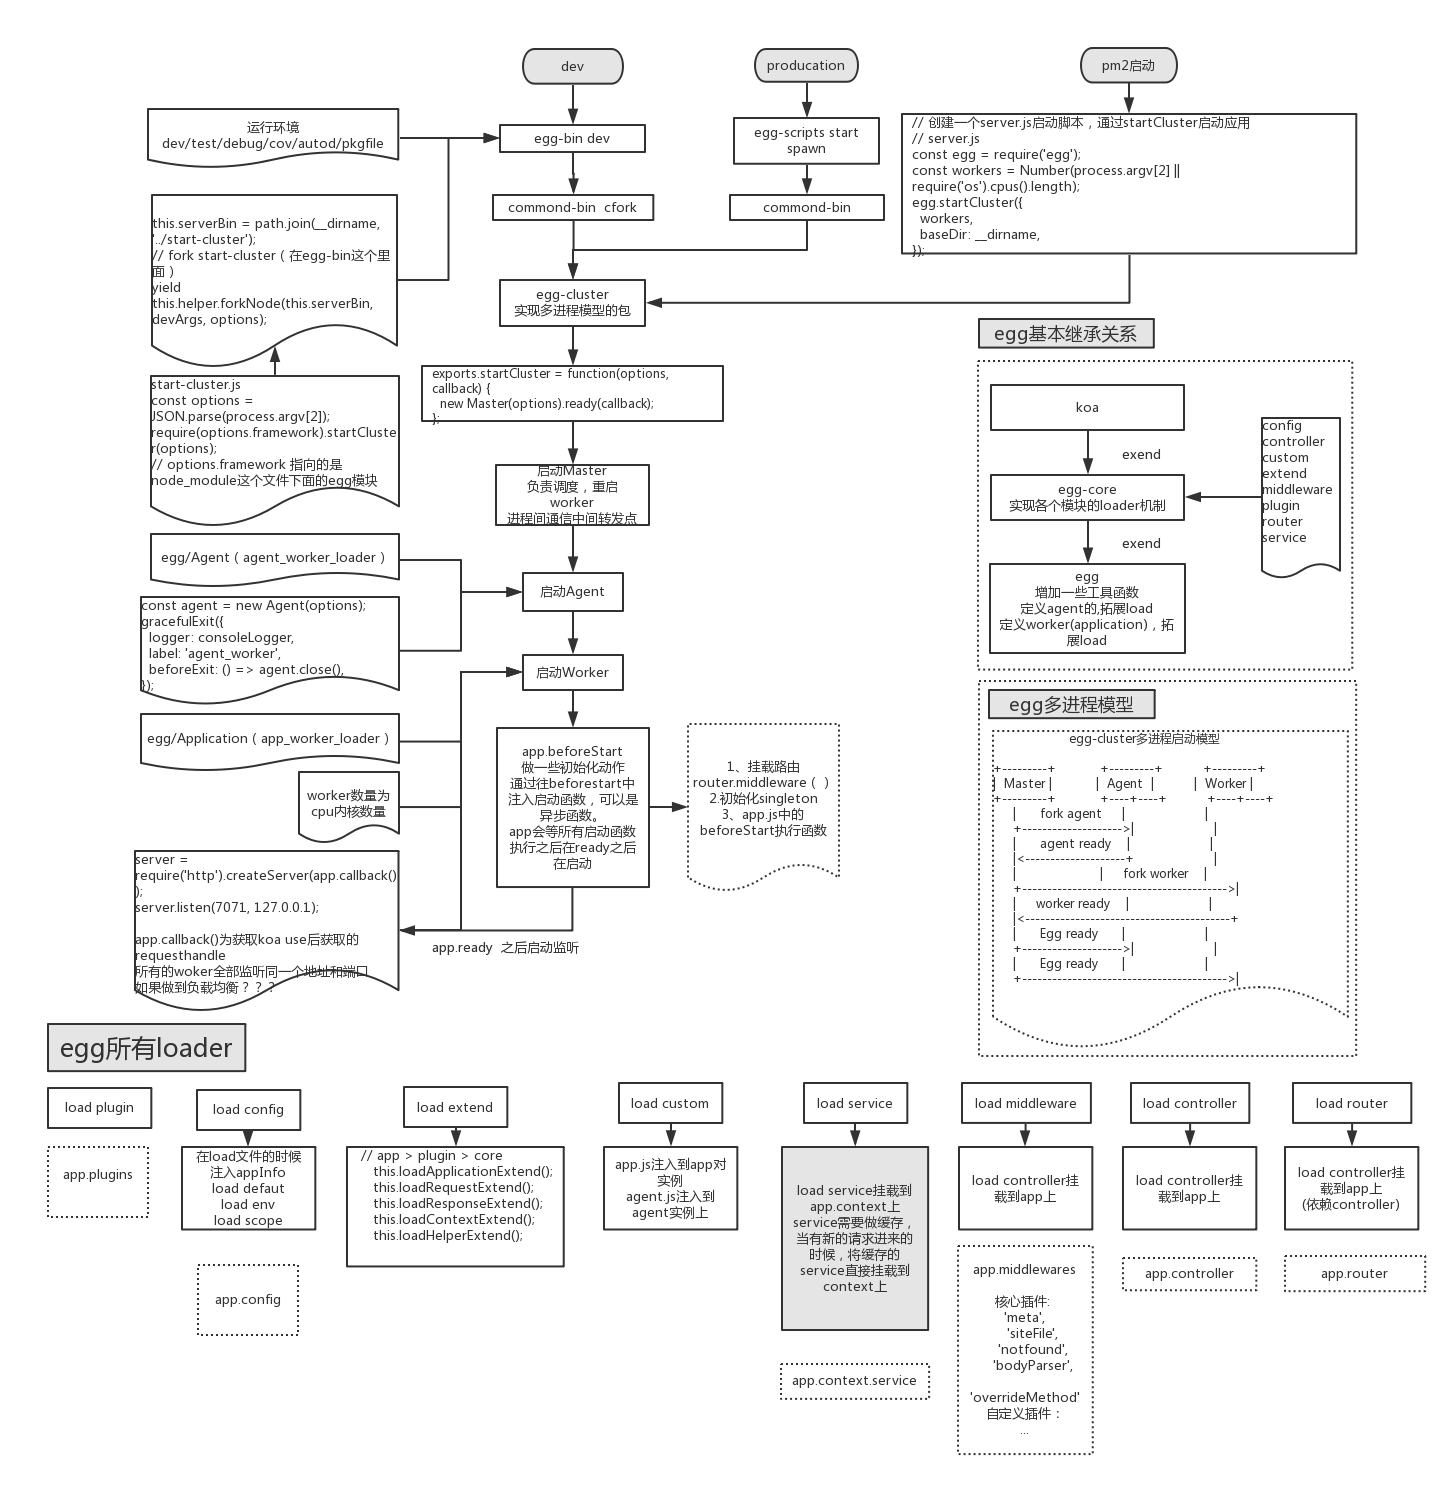 dev
producation
pm2启动
运行环境
dev/test/debug/cov/autod/pkgfile
egg-bin dev
egg-scripts start
spawn
// 创建一个server.js启动脚本，通过startCluster启动应用
// server.js
const egg = require('egg');
const workers = Number(process.argv[2] ||
require('os').cpus().length);
egg.startCluster({
  workers,
  baseDir: __dirname,
});
commond-bin  cfork
commond-bin
this.serverBin = path.join(__dirname,
'../start-cluster');
// fork start-cluster（在egg-bin这个里
面）
yield
this.helper.forkNode(this.serverBin,
devArgs, options);
egg-cluster
实现多进程模型的包
start-cluster.js
const options =
JSON.parse(process.argv[2]);
require(options.framework).startCluste
r(options);
// options.framework 指向的是
node_module这个文件下面的egg模块
exports.startCluster = function(options,
callback) {
  new Master(options).ready(callback);
};
启动Master
负责调度，重启
worker
进程间通信中间转发点
egg/Agent（agent_worker_loader）
启动Agent
const agent = new Agent(options);
gracefulExit({
  logger: consoleLogger,
  label: 'agent_worker',
  beforeExit: () => agent.close(),
});
启动Worker
egg/Application（app_worker_loader）
worker数量为
cpu内核数量
app.beforeStart
做一些初始化动作
通过往beforestart中
注入启动函数，可以是
异步函数。
app会等所有启动函数
执行之后在ready之后
在启动
1、挂载路由
router.middleware（ ）
2.初始化singleton
3、app.js中的
beforeStart执行函数
server =
require('http').createServer(app.callback()
);
server.listen(7071, 127.0.0.1);
app.callback()为获取koa use后获取的
requesthandle
所有的woker全部监听同一个地址和端口
如果做到负载均衡？？？
app.ready  之后启动监听
egg基本继承关系
koa
exend
egg-core
实现各个模块的loader机制
exend
egg
增加一些工具函数
定义agent的,拓展load
定义worker(application)，拓
展load
config
controller
custom
extend
middleware
plugin
router
service
egg多进程模型
egg-cluster多进程启动模型
+---------+          +---------+          +---------+
|  Master |          |  Agent  |          |  Worker|
+---------+          +----+----+          +----+----+
     |      fork agent     |                    |
     +-------------------->|                    |
     |      agent ready    |                    |
     |<--------------------+                    |
     |                     |     fork worker    |
     +----------------------------------------->|
     |     worker ready    |                    |
     |<-----------------------------------------+
     |      Egg ready      |                    |
     +-------------------->|                    |
     |      Egg ready      |                    |
     +----------------------------------------->|
egg所有loader
load plugin
app.plugins
load config
在load文件的时候
注入appInfo
load defaut
load env
load scope
app.config
load extend
// app > plugin > core
   this.loadApplicationExtend();
   this.loadRequestExtend();
   this.loadResponseExtend();
   this.loadContextExtend();
   this.loadHelperExtend();
load custom
app.js注入到app对
实例
agent.js注入到
agent实例上
load service
load service挂载到
app.context上
service需要做缓存，
当有新的请求进来的
时候，将缓存的
service直接挂载到
context上
app.context.service
load middleware
load controller挂
载到app上
app.middlewares
核心插件:
'meta',
'siteFile',
'notfound',
'bodyParser',
'overrideMethod'
自定义插件：
...
load controller
load controller挂
载到app上
app.controller
load router
load controller挂
载到app上
(依赖controller)
app.router